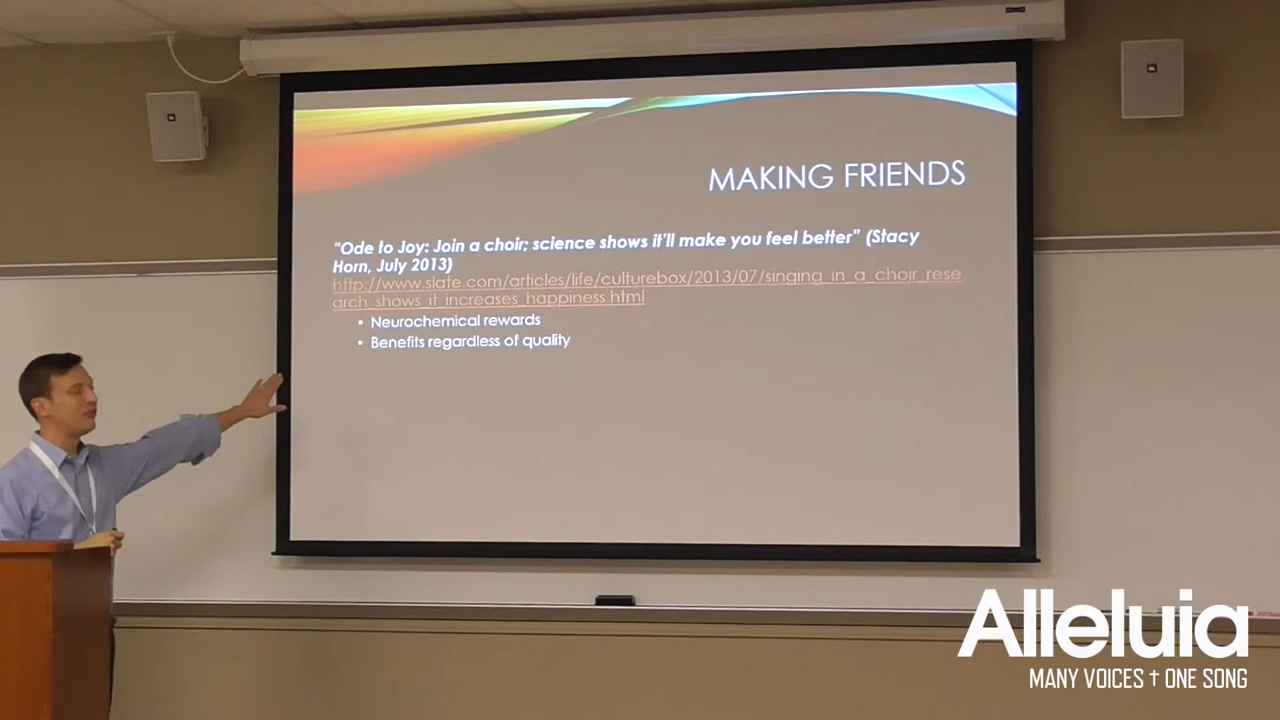 MAKING FRIENDS
"Ode to Joy: Join a choir; science shows it'll make you feel better" (Stacy
Horn, July 2013)
http://www.slate.com/articles/life/culturebox/2013/07/singing_in_a_choir_rese
arch_shows_it_increases_happiness.html
• Neurochemical rewards
• Benefits regardless of quality
Alleluia
MANY VOICES † ONE SONG